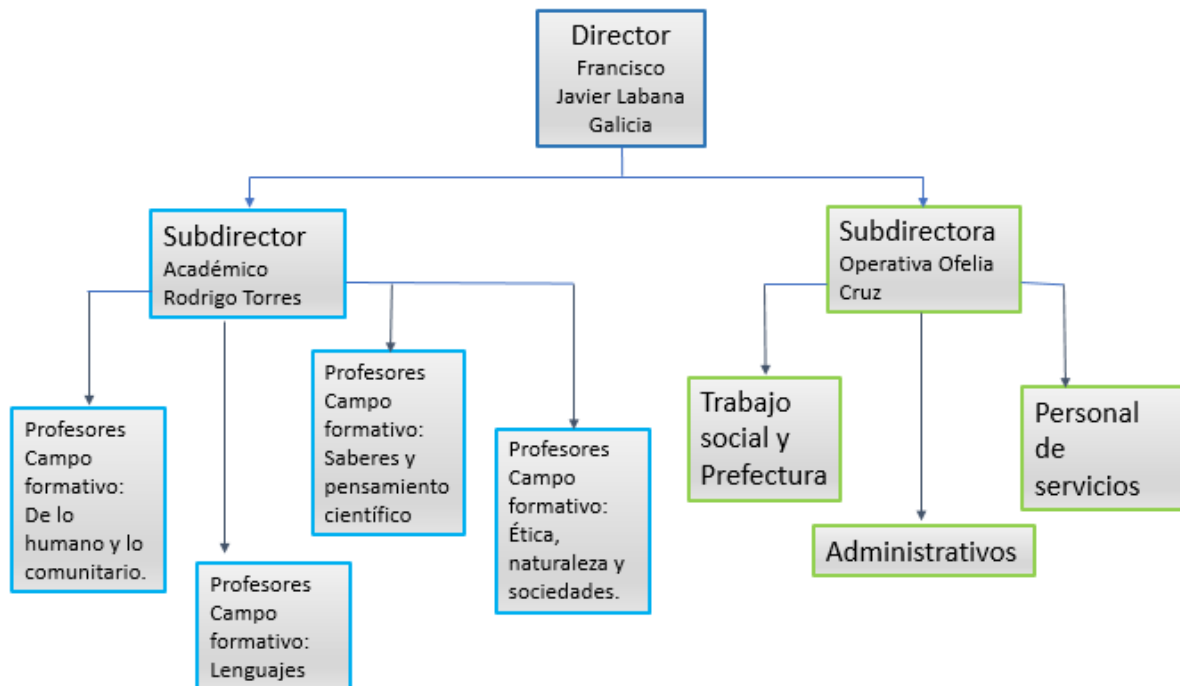 Director
Francisco
Javier Labana
Galicia
Subdirector
Académico
Rodrigo Torres
Subdirectora
Operativa Ofelia
Cruz
Profesores
Campo
formativo:
De lo
humano y lo
comunitario.
Profesores
Campo
formativo:
Lenguajes
Profesores
Campo
formativo:
Saberes y
pensamiento
científico
Profesores
Campo
formativo:
Ética,
naturaleza y
sociedades.
Trabajo
social y
Prefectura
Administrativos
Personal
de
servicios